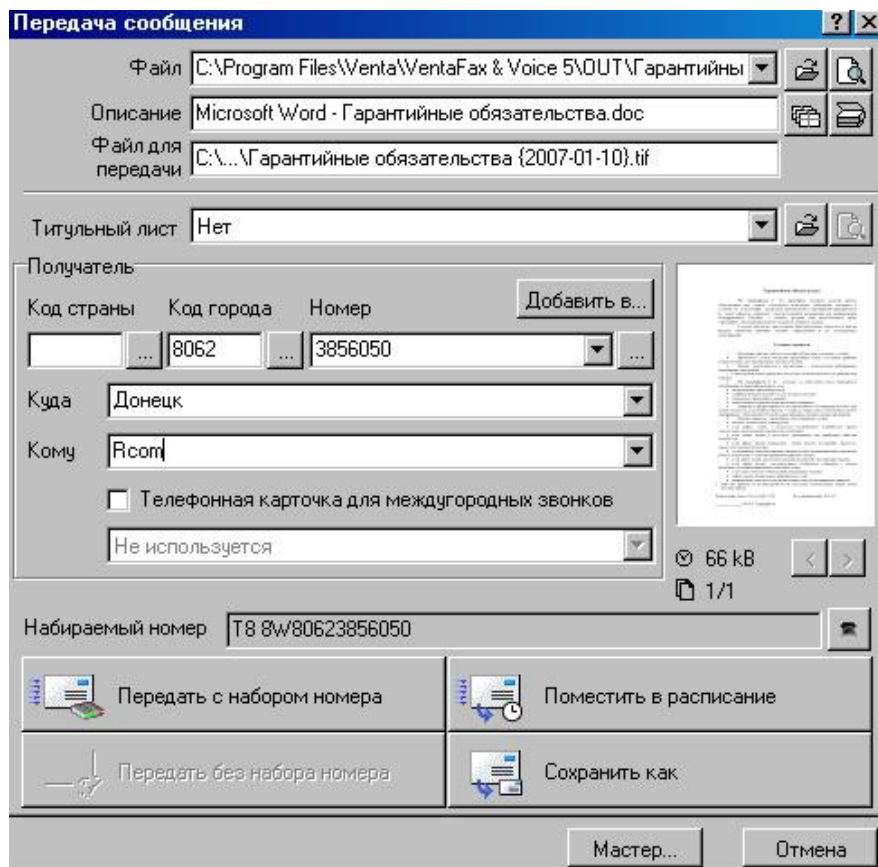 Передача сообщения
Файл C:\Program Files\Venta\VentaFax & Voice 5\OUT\Гарантийны
Описание Microsoft Word - Гарантийные обязательства.doc
Файл для
передачи C:\...\Гарантийные обязательства {2007-01-10}.tif
Титульный лист Нет
Получатель
Код страны Код города Номер Добавить в...
... 8062 ... 3856050 ...
Куда Донецк
Кому Rcom
Телефонная карточка для междугородных звонков
Не используется
66 kB < >
1/1
Набираемый номер T8 8W80623856050
Передать с набором номера Поместить в расписание
Передать без набора номера Сохранить как
Мастер... Отмена